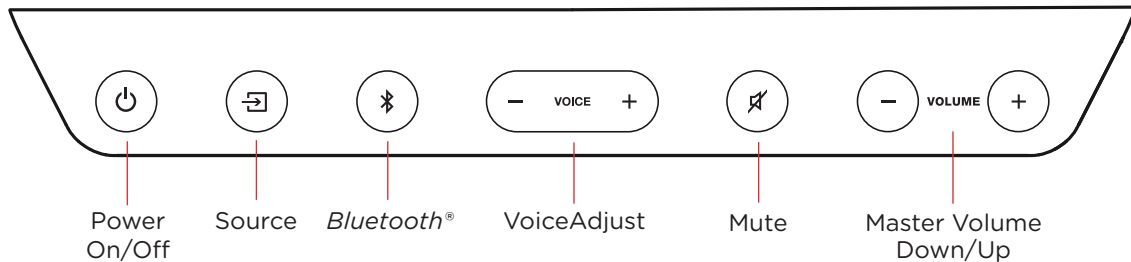 − VOICE +
− VOLUME +
Power
On/Off
Source
Bluetooth®
VoiceAdjust
Mute
Master Volume
Down/Up